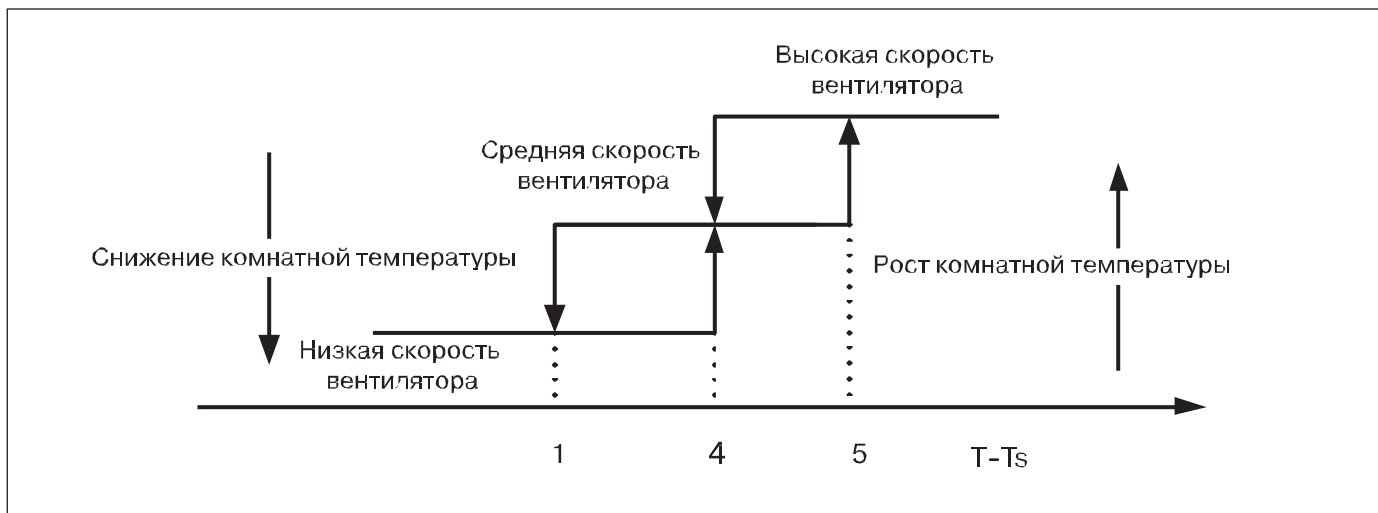 Высокая скорость
вентилятора
Средняя скорость
вентилятора
Снижение комнатной температуры
Рост комнатной температуры
Низкая скорость
вентилятора
1
4
5
T-Ts